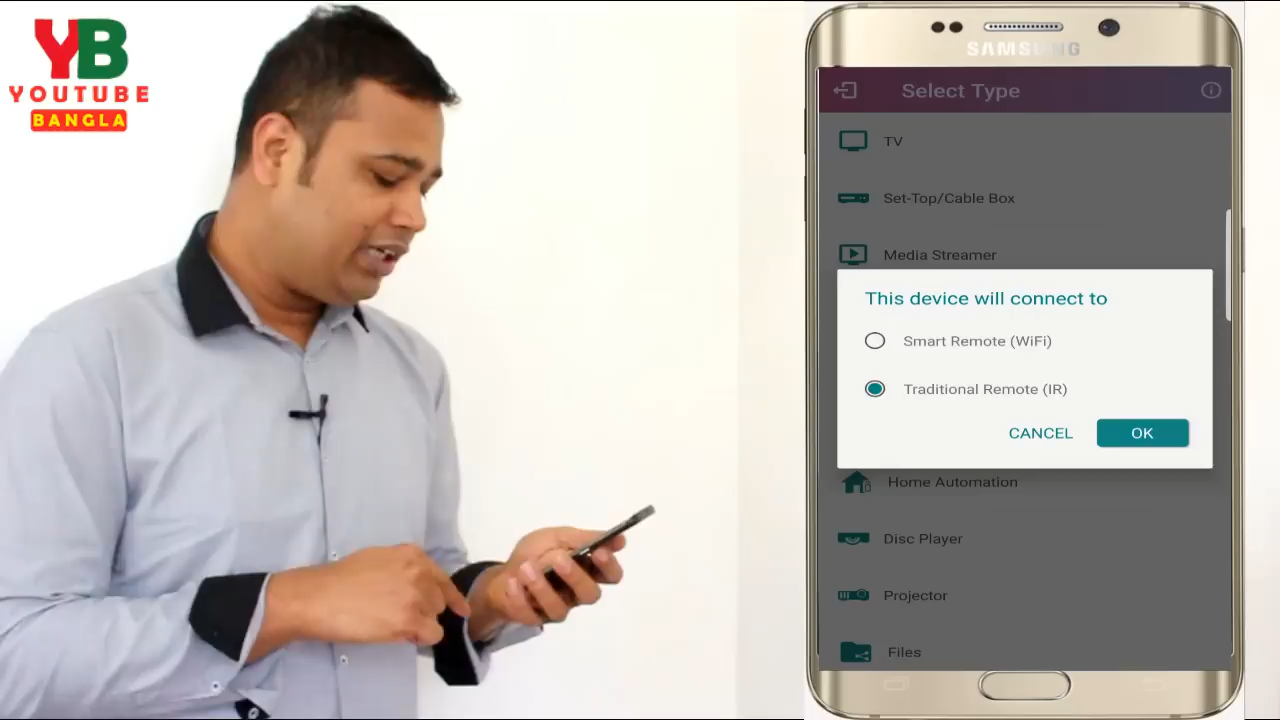 YB
YOUTUBE
BANGLA
SAMSUNG
Select Type
TV
Set-Top/Cable Box
Media Streamer
This device will connect to
Smart Remote (WiFi)
Traditional Remote (IR)
CANCEL
OK
Home Automation
Disc Player
Projector
Files